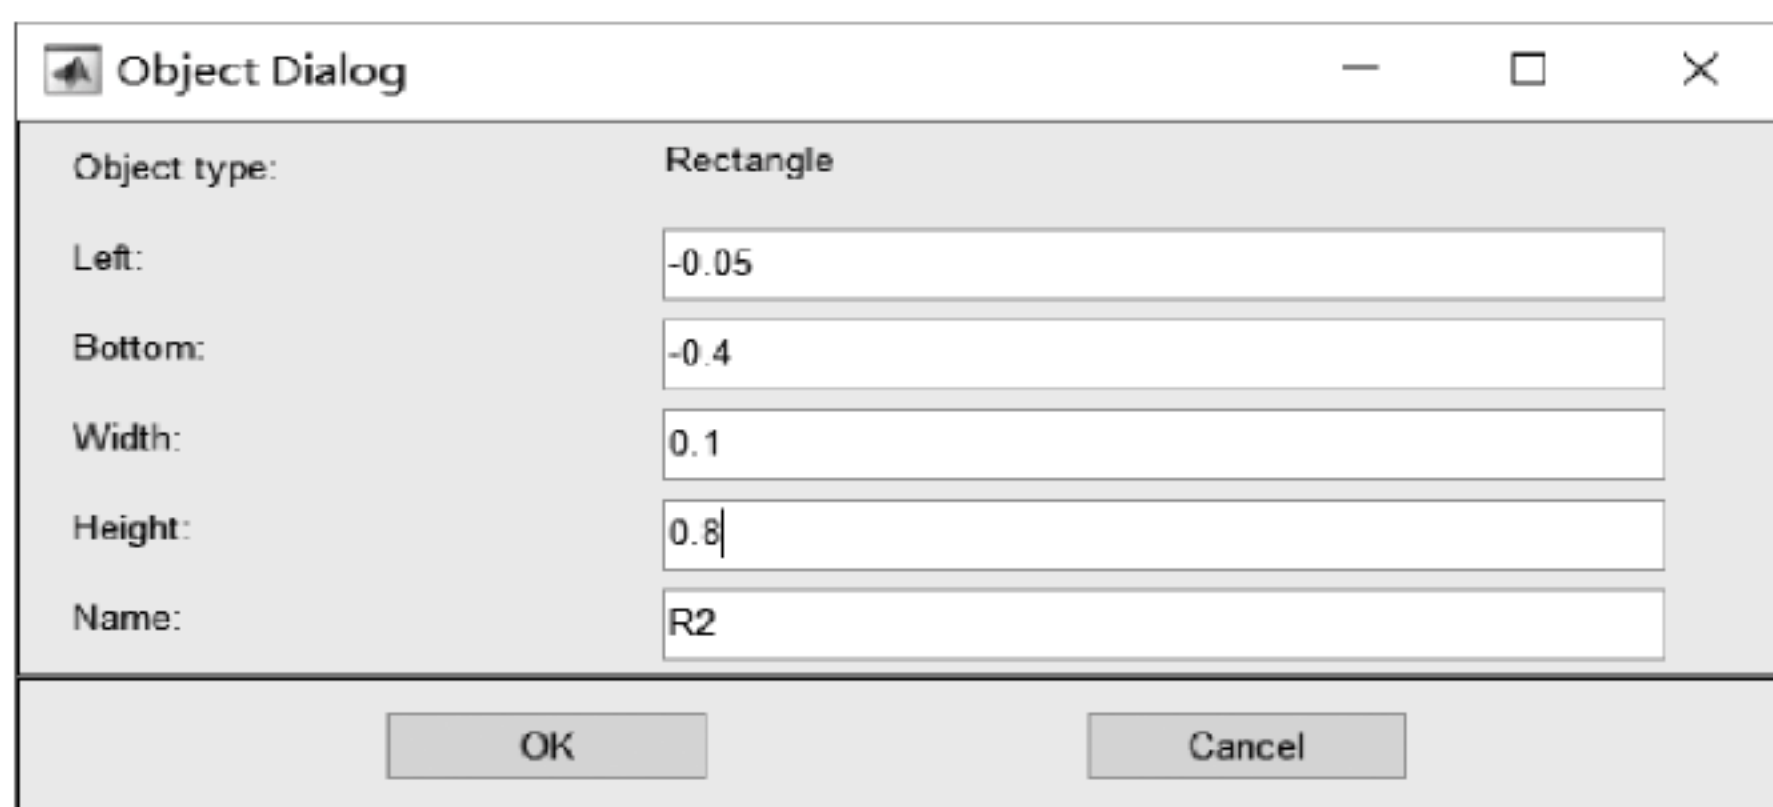 Object Dialog
Object type: Rectangle
Left: -0.05
Bottom: -0.4
Width: 0.1
Height: 0.8
Name: R2
OK Cancel